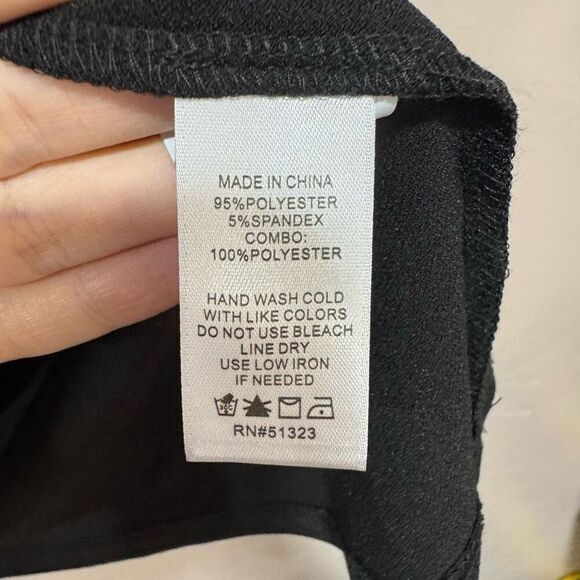 MADE IN CHINA
95%POLYESTER
5%SPANDEX
COMBO:
100%POLYESTER
HAND WASH COLD
WITH LIKE COLORS
DO NOT USE BLEACH
LINE DRY
USE LOW IRON
IF NEEDED
RN#51323